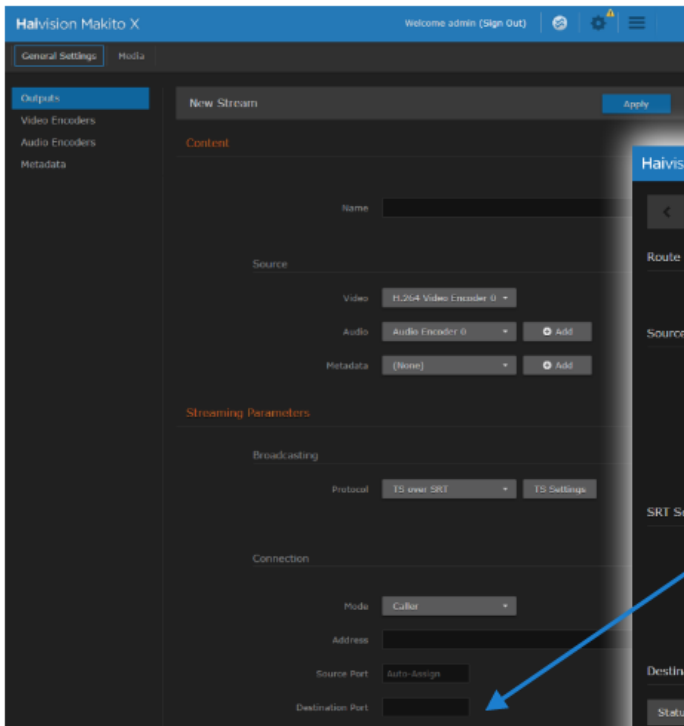 Haivision Makito X
Welcome admin (Sign Out)
General Settings Media
Outputs
Video Encoders
Audio Encoders
Metadata
New Stream
Apply
Content
Name
Source
Video H.264 Video Encoder 0
Audio Audio Encoder 0 Add
Metadata (None) Add
Streaming Parameters
Broadcasting
Protocol TS over SRT TS Settings
Connection
Mode Caller
Address
Source Port Auto-Assign
Destination Port
Haivis
Route
Source
SRT Se
Destina
Statu